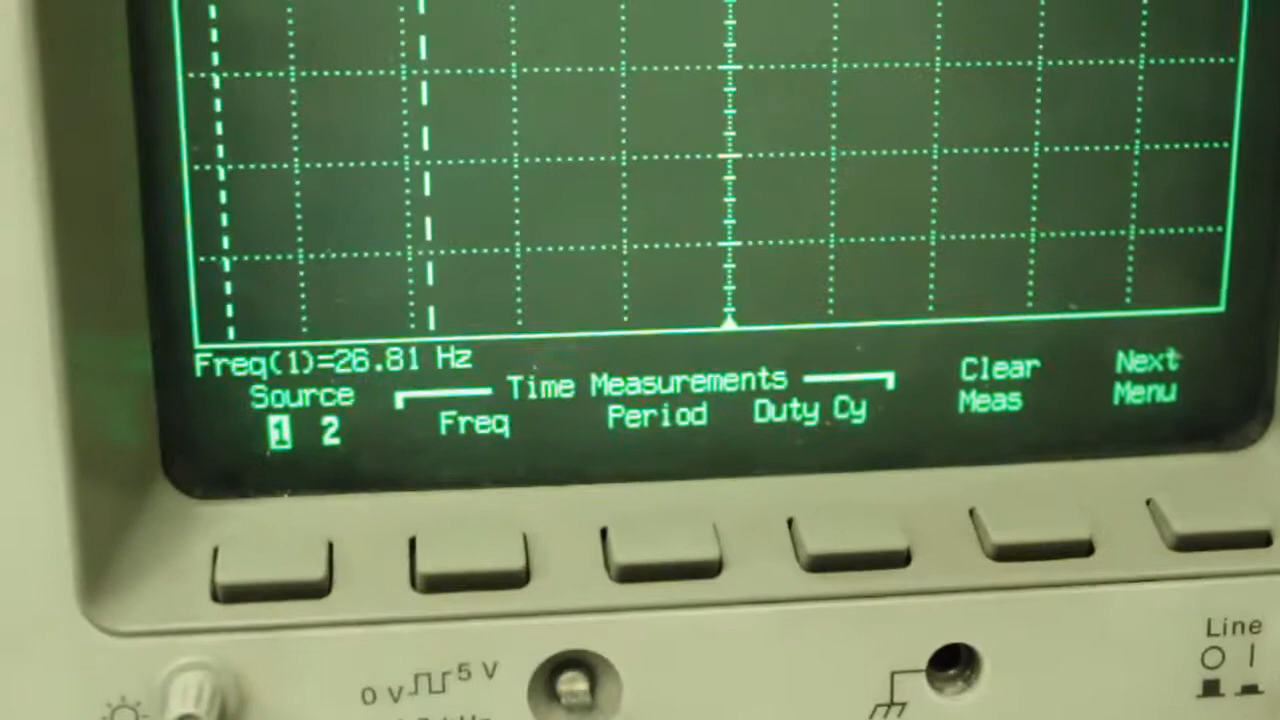 Freq(1)=26.81 Hz
Source Time Measurements Clear Next
1 2 Freq Period Duty Cy Meas Menu
Line
0 V 5 V